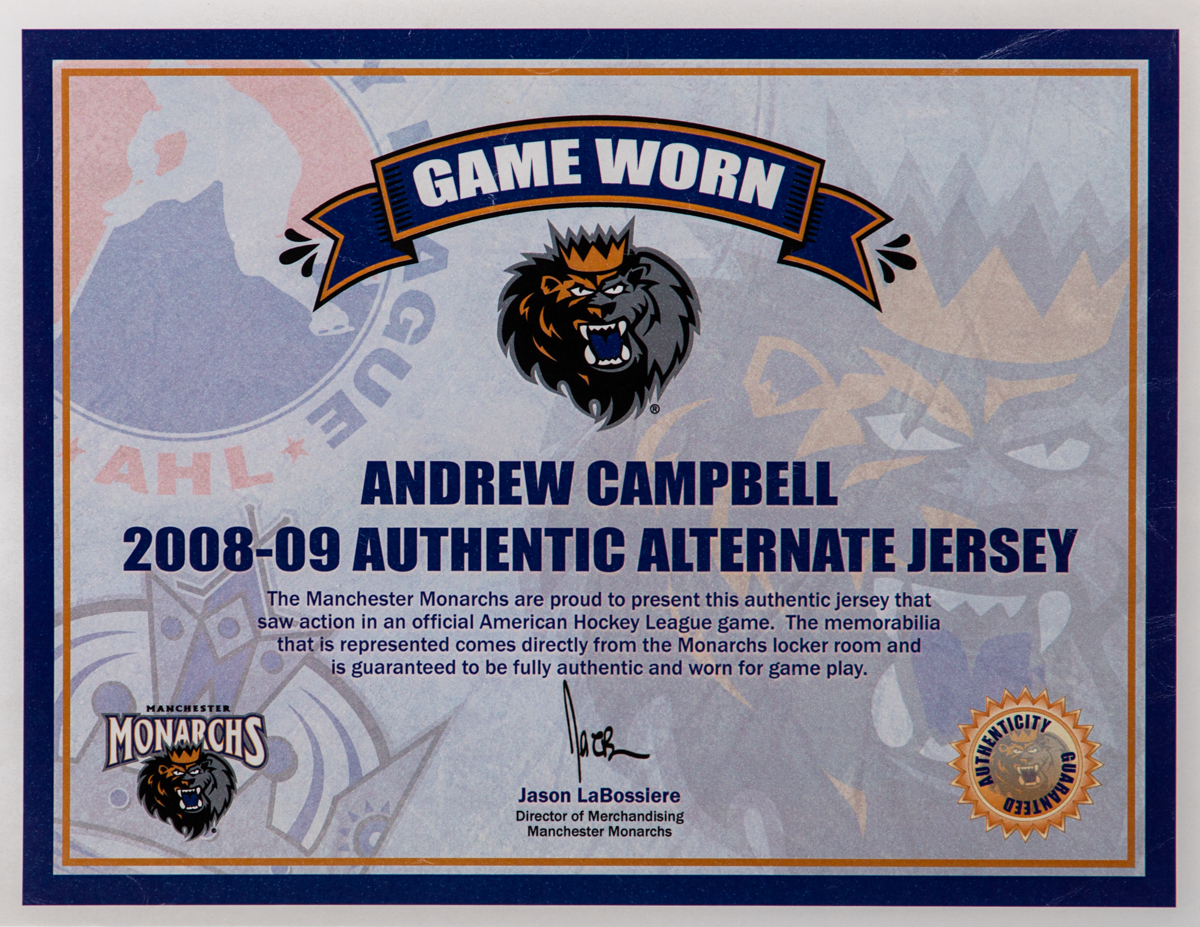 GAME WORN
®
LEAGUE
AHL
ANDREW CAMPBELL
2008-09 AUTHENTIC ALTERNATE JERSEY
The Manchester Monarchs are proud to present this authentic jersey that
saw action in an official American Hockey League game. The memorabilia
that is represented comes directly from the Monarchs locker room and
is guaranteed to be fully authentic and worn for game play.
MANCHESTER
MONARCHS
Jason LaBossiere
Director of Merchandising
Manchester Monarchs
AUTHENTICITY GUARANTEED